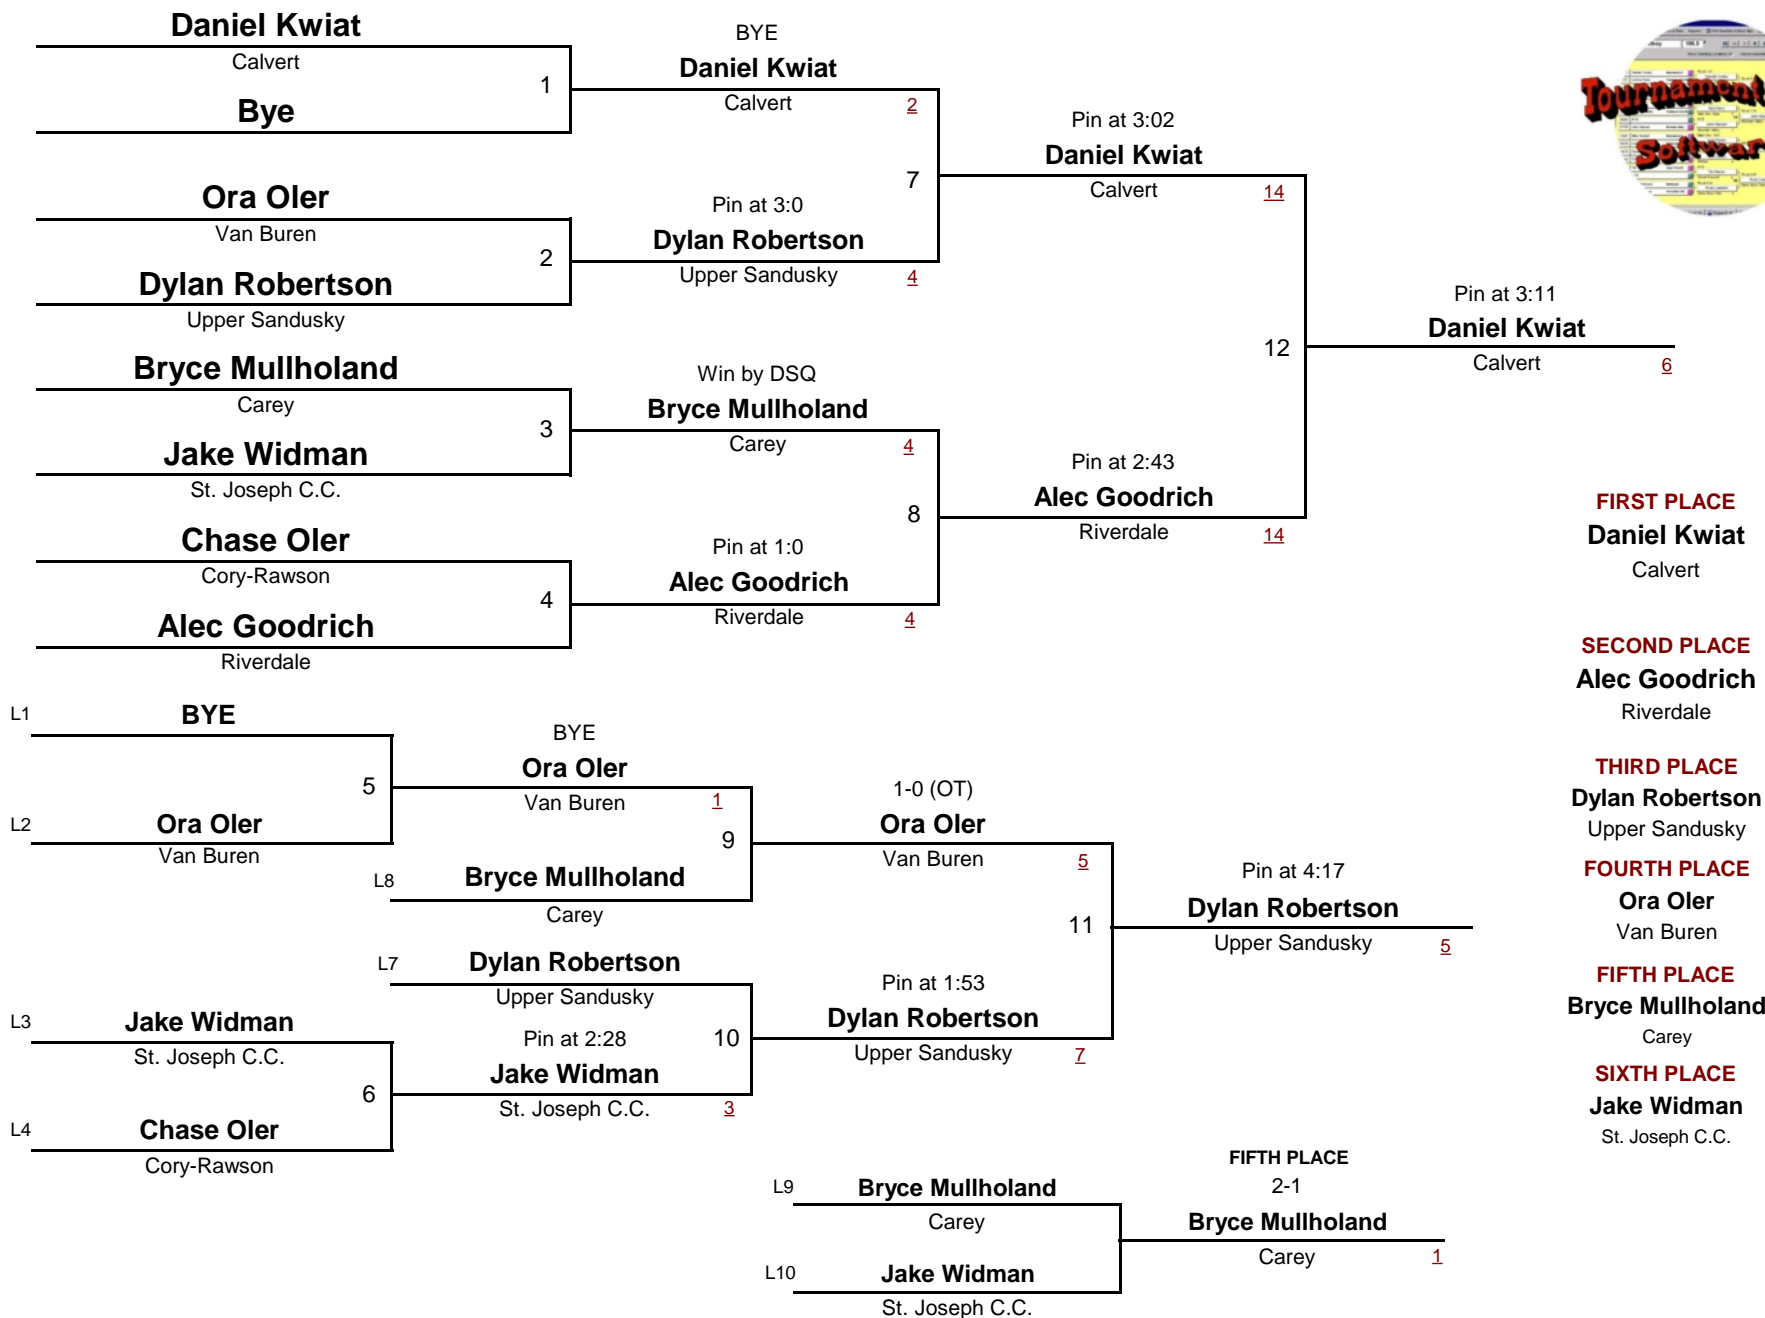 Daniel Kwiat
Calvert
1
Bye
BYE
Daniel Kwiat
Calvert
2
Ora Oler
Van Buren
2
Dylan Robertson
Upper Sandusky
Pin at 3:0
Dylan Robertson
Upper Sandusky
4
7
Pin at 3:02
Daniel Kwiat
Calvert
14
Bryce Mullholand
Carey
3
Jake Widman
St. Joseph C.C.
Win by DSQ
Bryce Mullholand
Carey
4
Chase Oler
Cory-Rawson
4
Alec Goodrich
Riverdale
Pin at 1:0
Alec Goodrich
Riverdale
4
8
Pin at 2:43
Alec Goodrich
Riverdale
14
12
Pin at 3:11
Daniel Kwiat
Calvert
6
Tournament
Softwar
FIRST PLACE
Daniel Kwiat
Calvert
SECOND PLACE
Alec Goodrich
Riverdale
THIRD PLACE
Dylan Robertson
Upper Sandusky
FOURTH PLACE
Ora Oler
Van Buren
FIFTH PLACE
Bryce Mullholand
Carey
SIXTH PLACE
Jake Widman
St. Joseph C.C.
L1
BYE
5
L2
Ora Oler
Van Buren
BYE
Ora Oler
Van Buren
1
9
L8
Bryce Mullholand
Carey
1-0 (OT)
Ora Oler
Van Buren
5
L7
Dylan Robertson
Upper Sandusky
10
L3
Jake Widman
St. Joseph C.C.
6
L4
Chase Oler
Cory-Rawson
Pin at 2:28
Jake Widman
St. Joseph C.C.
3
Pin at 1:53
Dylan Robertson
Upper Sandusky
7
11
Pin at 4:17
Dylan Robertson
Upper Sandusky
5
L9
Bryce Mullholand
Carey
L10
Jake Widman
St. Joseph C.C.
FIFTH PLACE
2-1
Bryce Mullholand
Carey
1